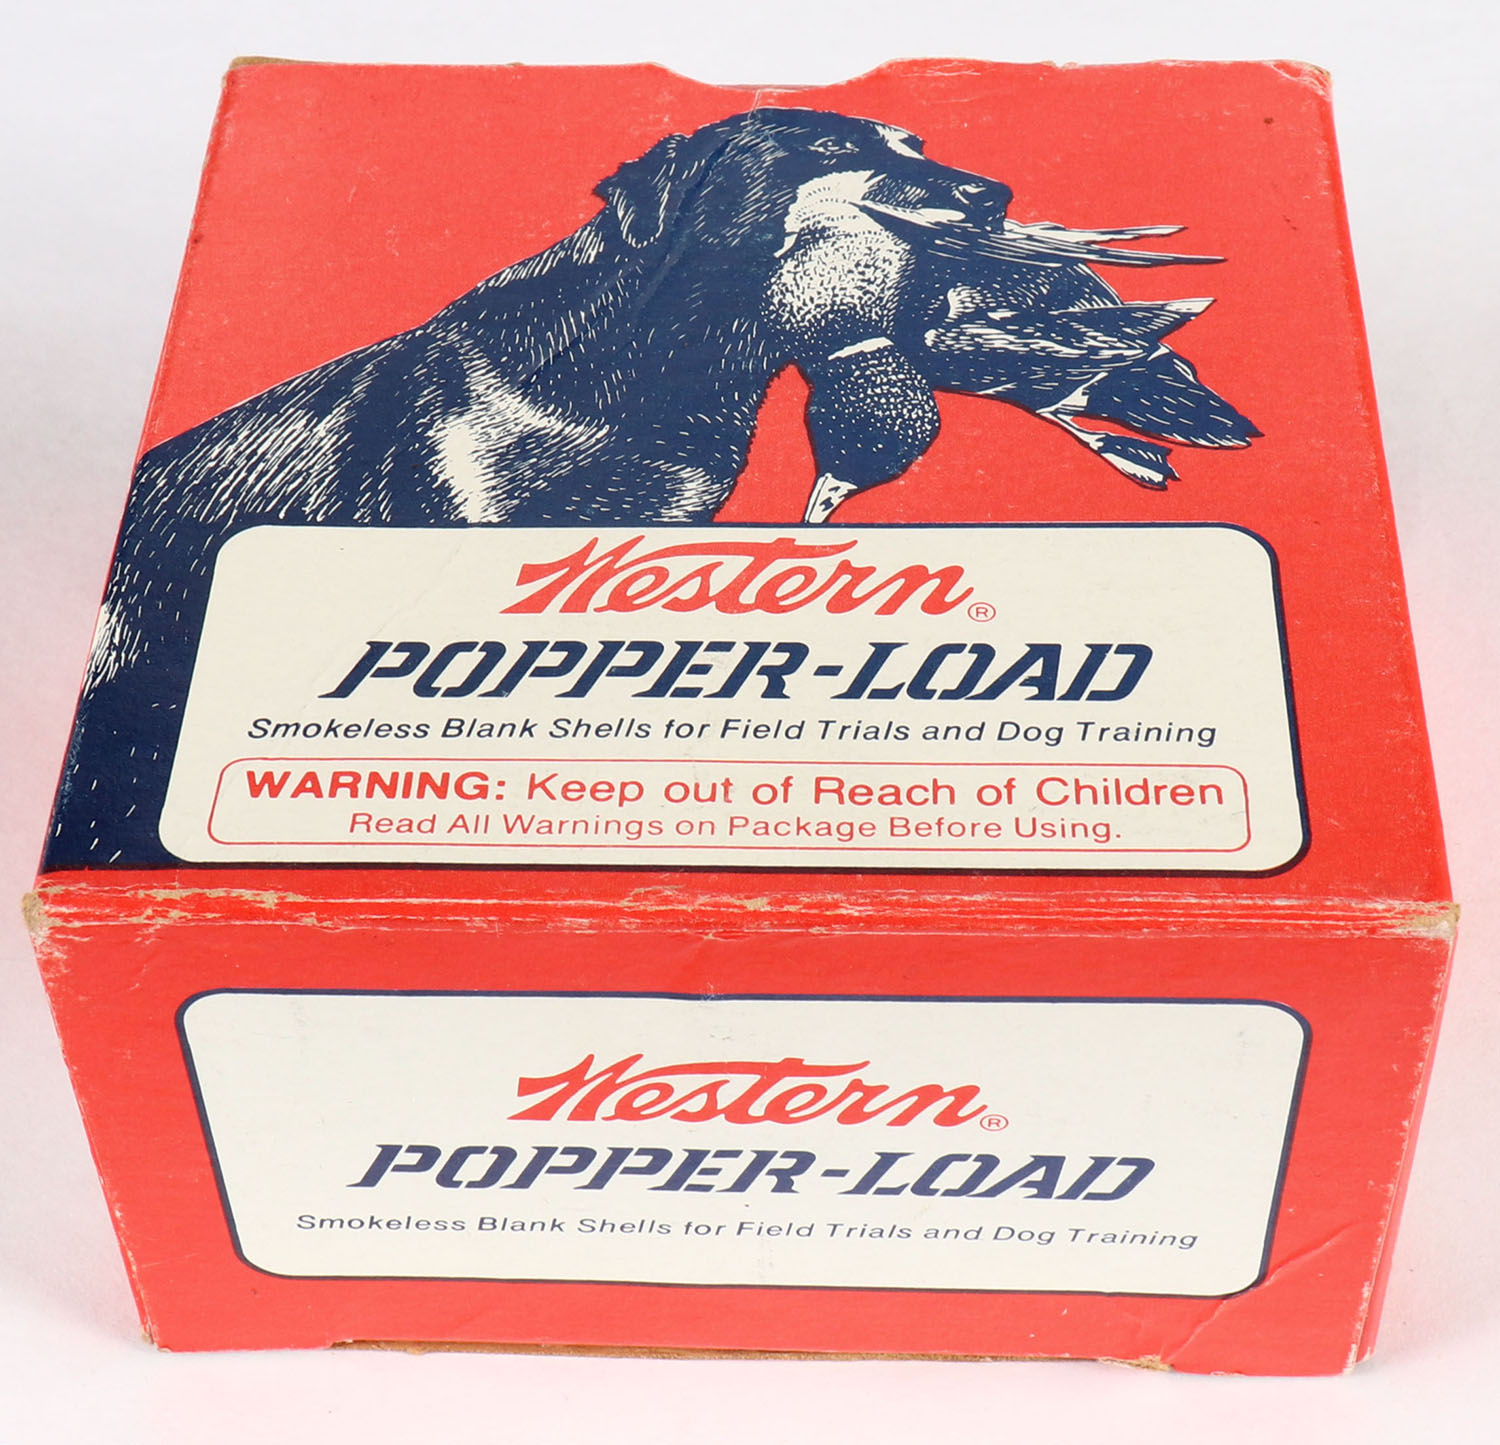 Western®
POPPER-LOAD
Smokeless Blank Shells for Field Trials and Dog Training
WARNING: Keep out of Reach of Children
Read All Warnings on Package Before Using.
Western®
POPPER-LOAD
Smokeless Blank Shells for Field Trials and Dog Training